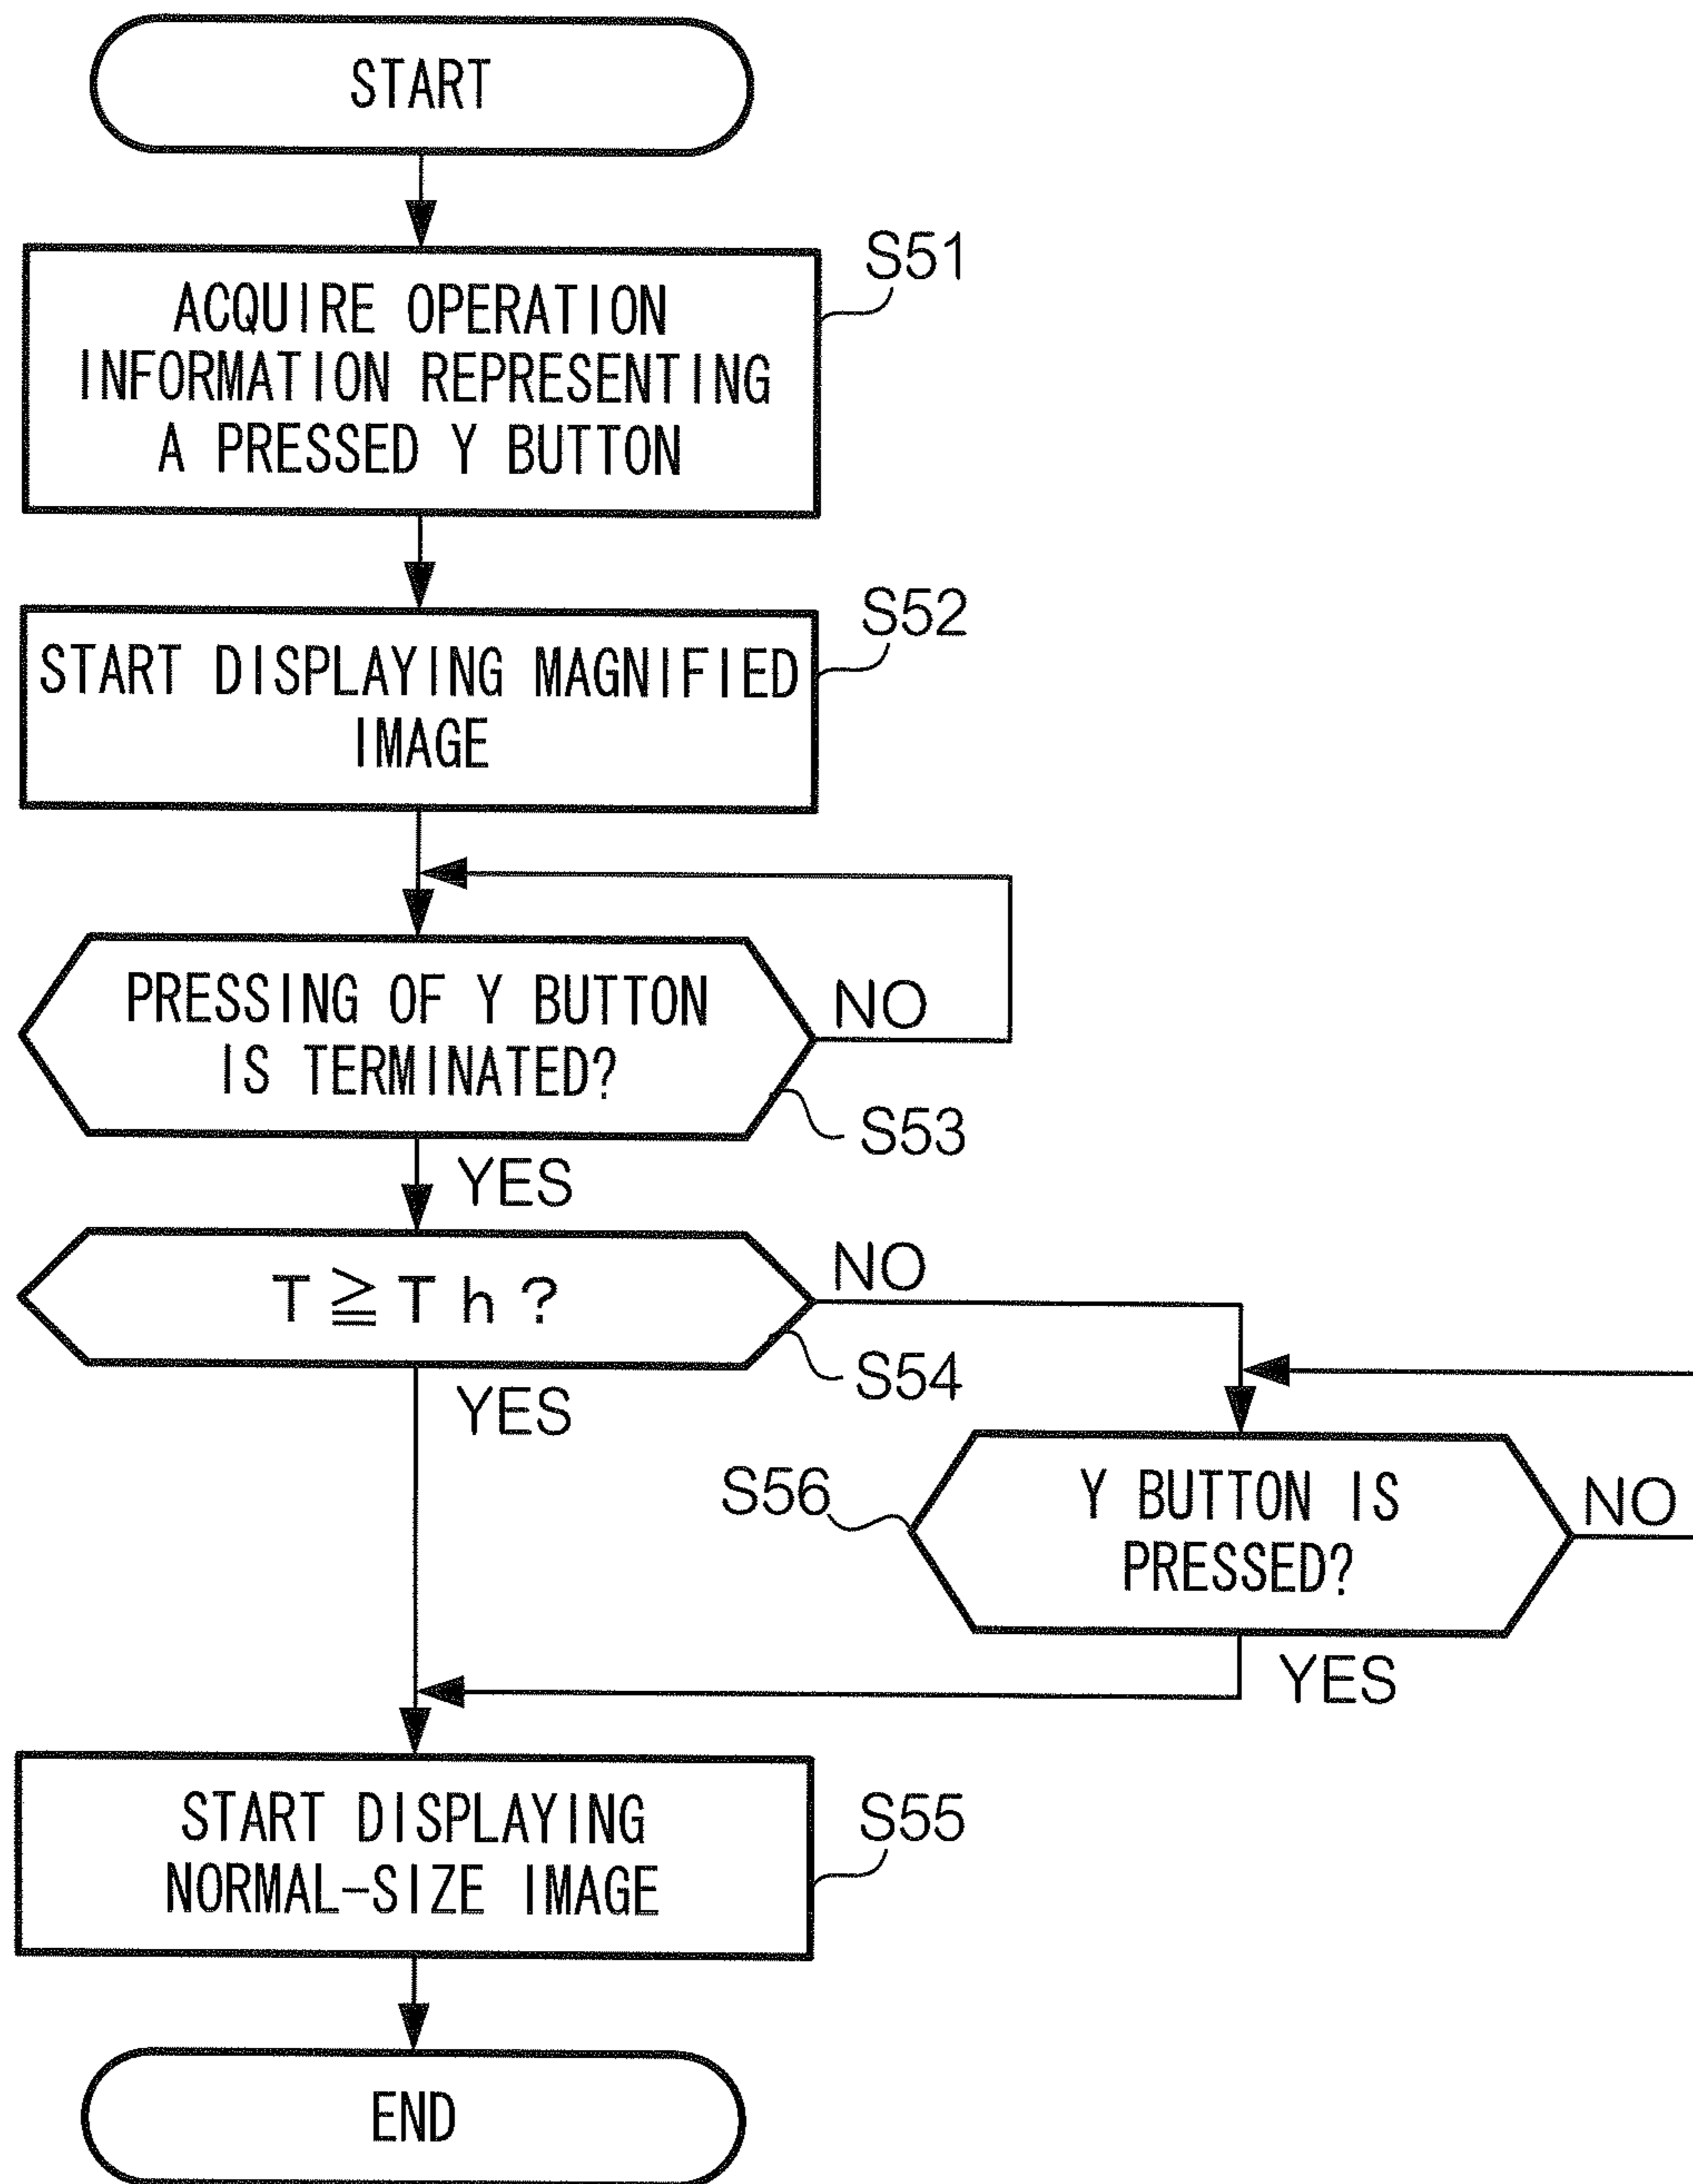 START
S51
ACQUIRE OPERATION
INFORMATION REPRESENTING
A PRESSED Y BUTTON
S52
START DISPLAYING MAGNIFIED
IMAGE
PRESSING OF Y BUTTON
IS TERMINATED?
NO
S53
YES
T ≧ T h ?
NO
S54
YES
S56
Y BUTTON IS
PRESSED?
NO
YES
START DISPLAYING
NORMAL-SIZE IMAGE
S55
END